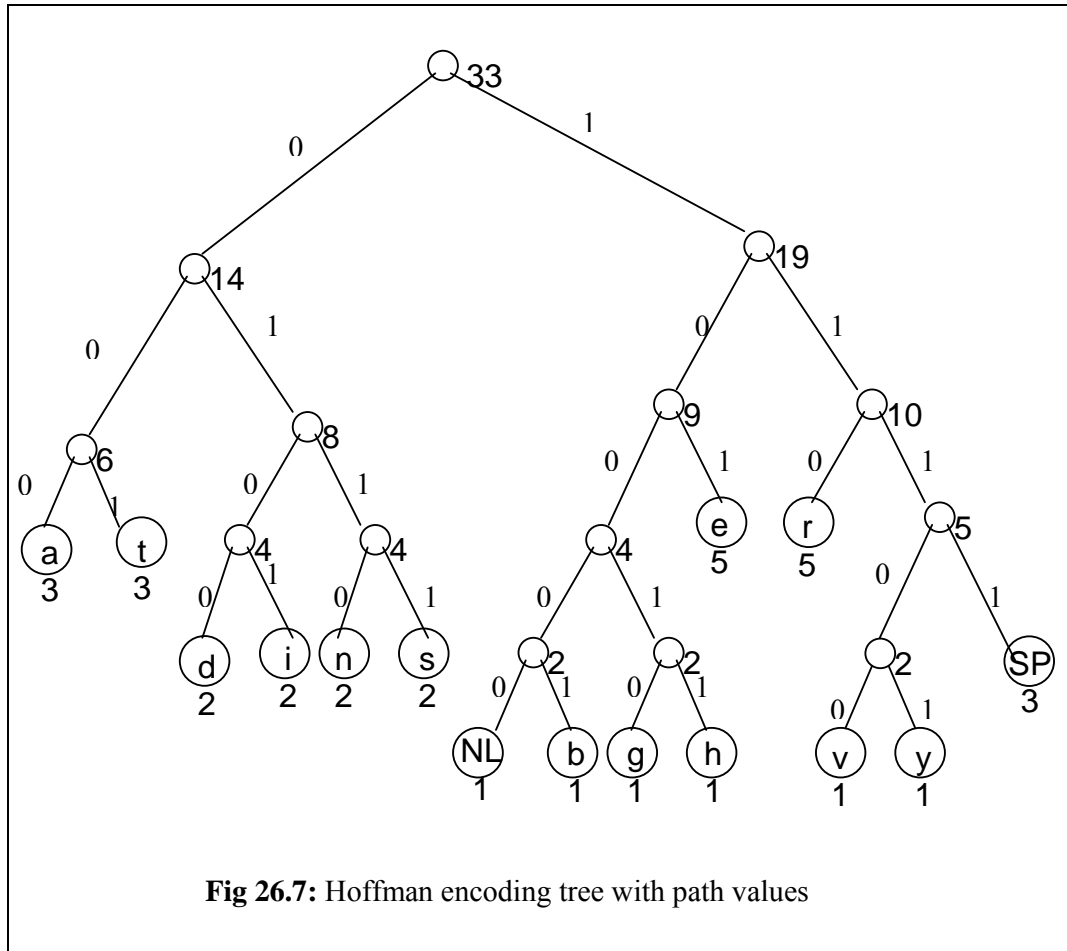 33
0 1
14 19
0 1 0 1
6 8 9 10
0 1 0 1 0 1 0 1
a t 4 4 4 e r 5
3 3 5 5
0 1 0 1 0 1 0 1
d i n s 2 2 2 SP
2 2 2 2 3
0 1 0 1 0 1
NL b g h v y
1 1 1 1 1 1
Fig 26.7: Hoffman encoding tree with path values